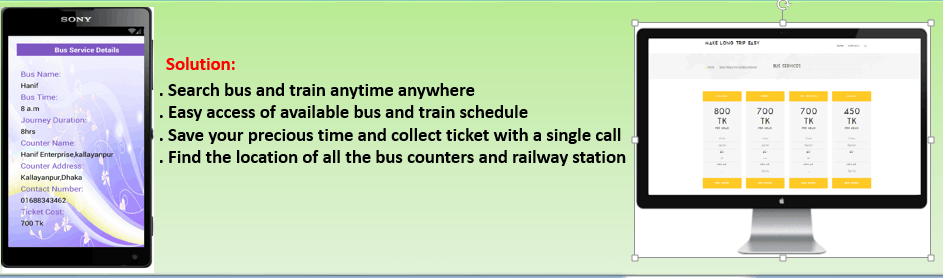 SONY
Bus Service Details
Bus Name:
Hanif
Bus Time:
8 a.m
Journey Duration:
8hrs
Counter Name:
Hanif Enterprise,kallayanpur
Counter Address:
Kallayanpur,Dhaka
Contact Number:
01688343462
Ticket Cost:
700 Tk
Solution:
. Search bus and train anytime anywhere
. Easy access of available bus and train schedule
. Save your precious time and collect ticket with a single call
. Find the location of all the bus counters and railway station
MAKE LONG TRIP EASY
BUS SERVICES
800 700 700 450
TK TK TK TK